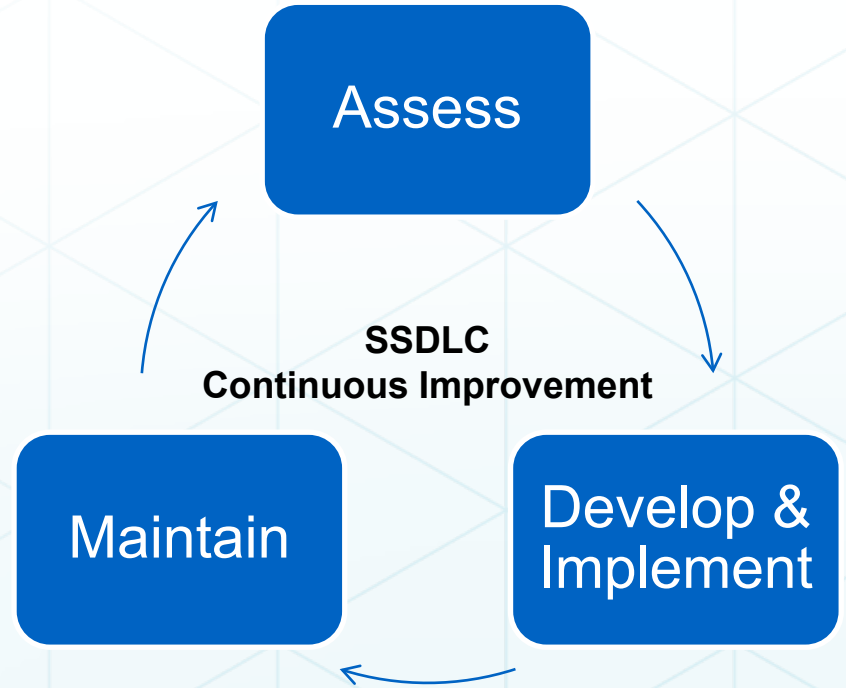 Assess
SSDLC
Continuous Improvement
Maintain
Develop &
Implement